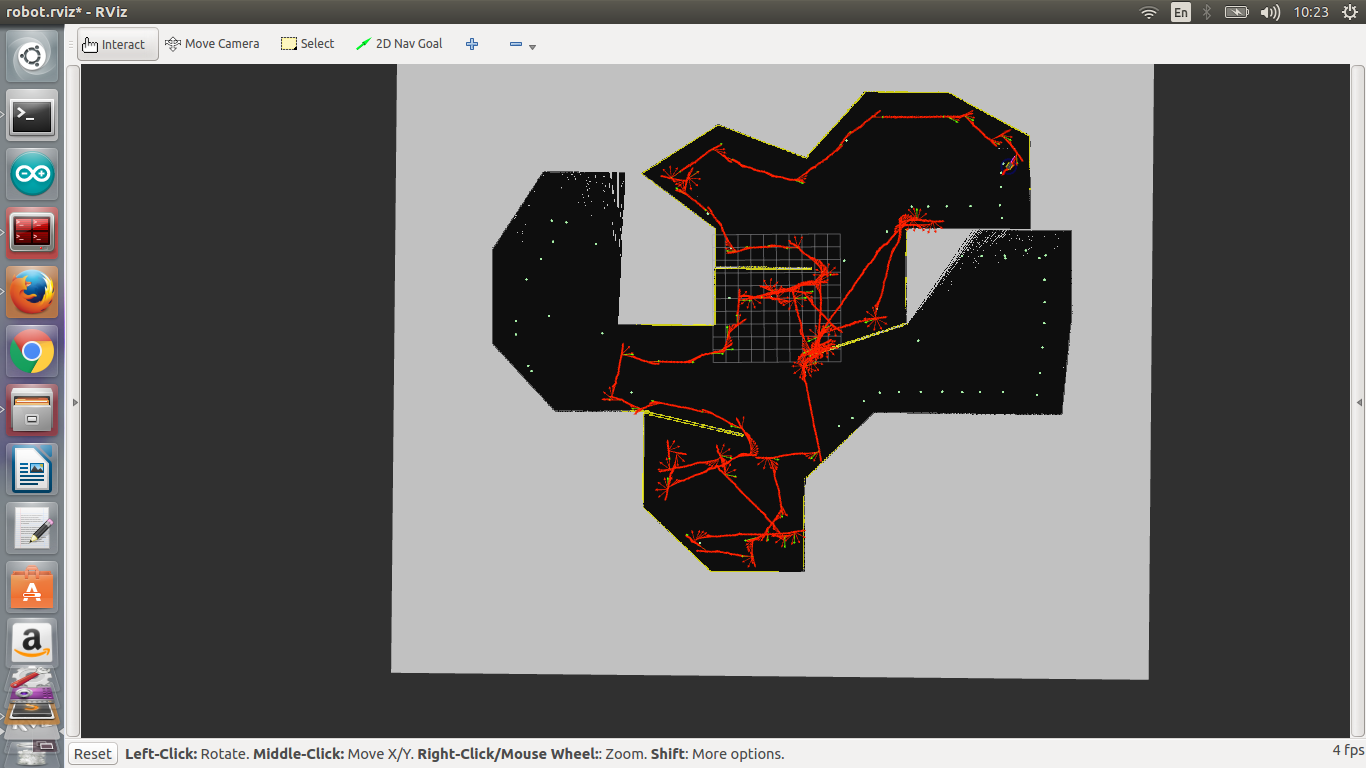 robot.rviz* - RViz
En
10:23
Interact
Move Camera
Select
2D Nav Goal
Reset
Left-Click: Rotate. Middle-Click: Move X/Y. Right-Click/Mouse Wheel:: Zoom. Shift: More options.
4 fps